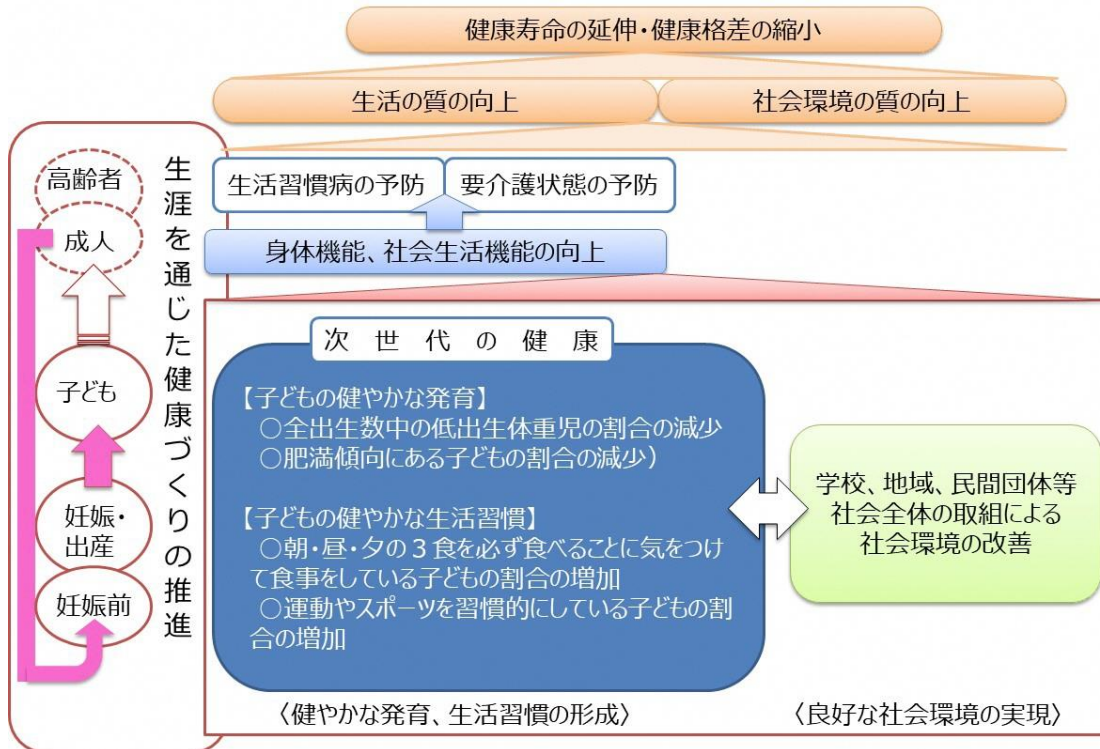 健康寿命の延伸・健康格差の縮小
生活の質の向上
社会環境の質の向上
生活習慣病の予防
要介護状態の予防
身体機能、社会生活機能の向上
生涯を通じた健康づくりの推進
高齢者
成人
子ども
妊娠・
出産
妊娠前
次世代の健康
【子どもの健やかな発育】
○全出生数中の低出生体重児の割合の減少
○肥満傾向にある子どもの割合の減少）
【子どもの健やかな生活習慣】
○朝・昼・夕の３食を必ず食べることに気をつけ
て食事をしている子どもの割合の増加
○運動やスポーツを習慣的にしている子どもの割
合の増加
学校、地域、民間団体等
社会全体の取組による
社会環境の改善
〈健やかな発育、生活習慣の形成〉
〈良好な社会環境の実現〉